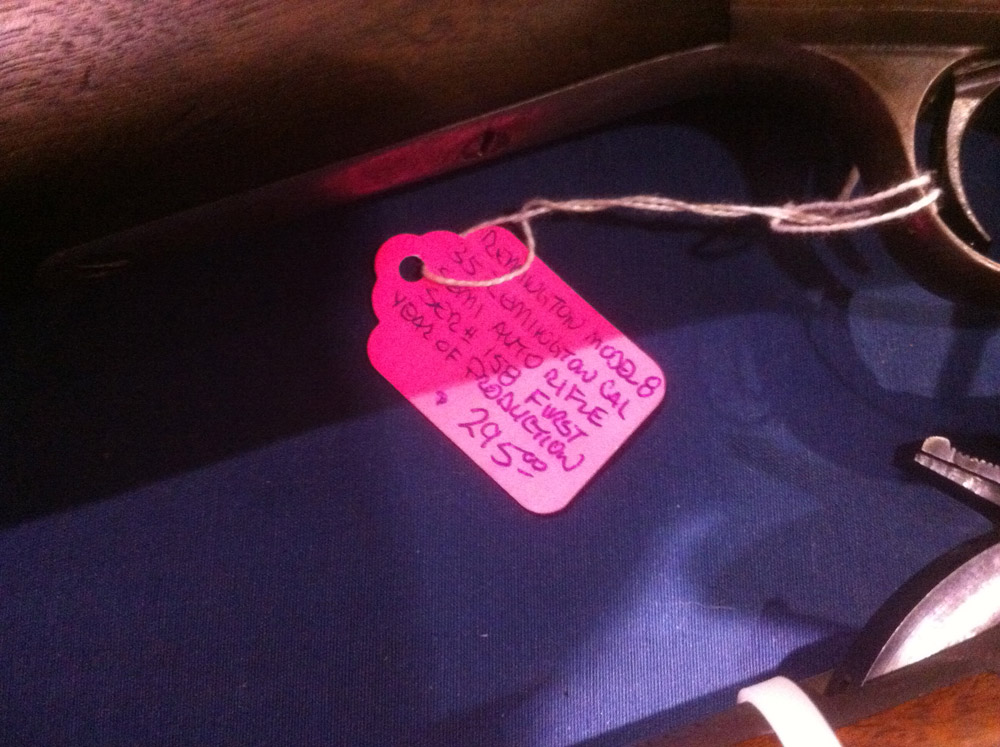 REMINGTON MODEL 8
35 REMINGTON CAL
SEMI AUTO RIFLE
SER# 158 FIRST
YEAR OF PRODUCTION
$ 295.00